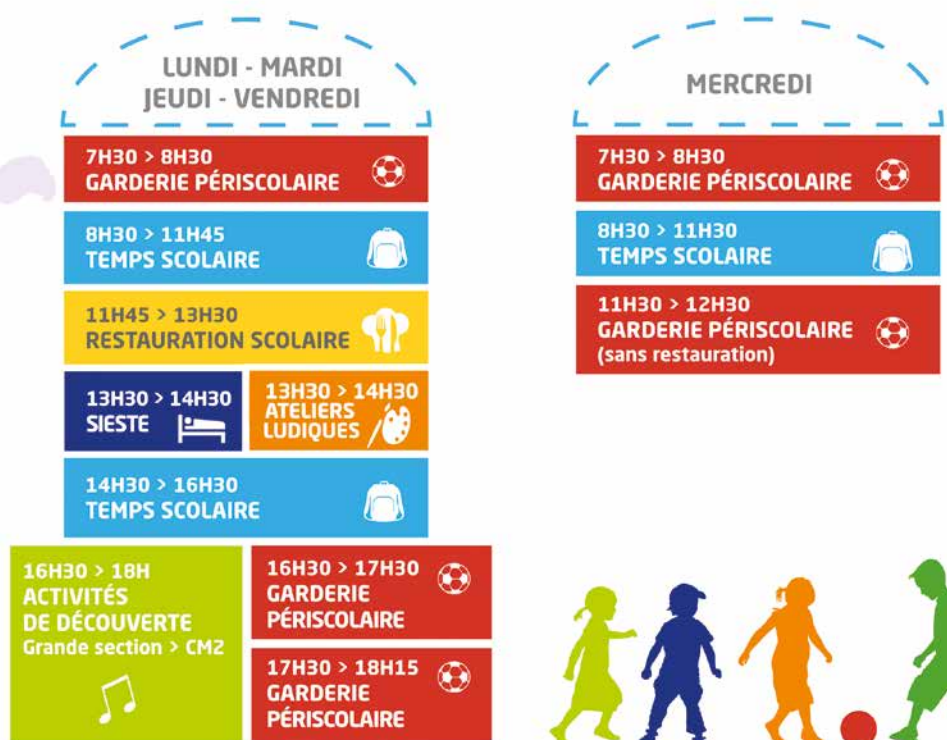 LUNDI - MARDI
JEUDI - VENDREDI
7H30 > 8H30
GARDERIE PÉRISCOLAIRE
8H30 > 11H45
TEMPS SCOLAIRE
11H45 > 13H30
RESTAURATION SCOLAIRE
13H30 > 14H30
SIESTE
13H30 > 14H30
ATELIERS
LUDIQUES
14H30 > 16H30
TEMPS SCOLAIRE
16H30 > 18H
ACTIVITÉS
DE DÉCOUVERTE
Grande section > CM2
16H30 > 17H30
GARDERIE
PÉRISCOLAIRE
17H30 > 18H15
GARDERIE
PÉRISCOLAIRE
MERCREDI
7H30 > 8H30
GARDERIE PÉRISCOLAIRE
8H30 > 11H30
TEMPS SCOLAIRE
11H30 > 12H30
GARDERIE PÉRISCOLAIRE
(sans restauration)